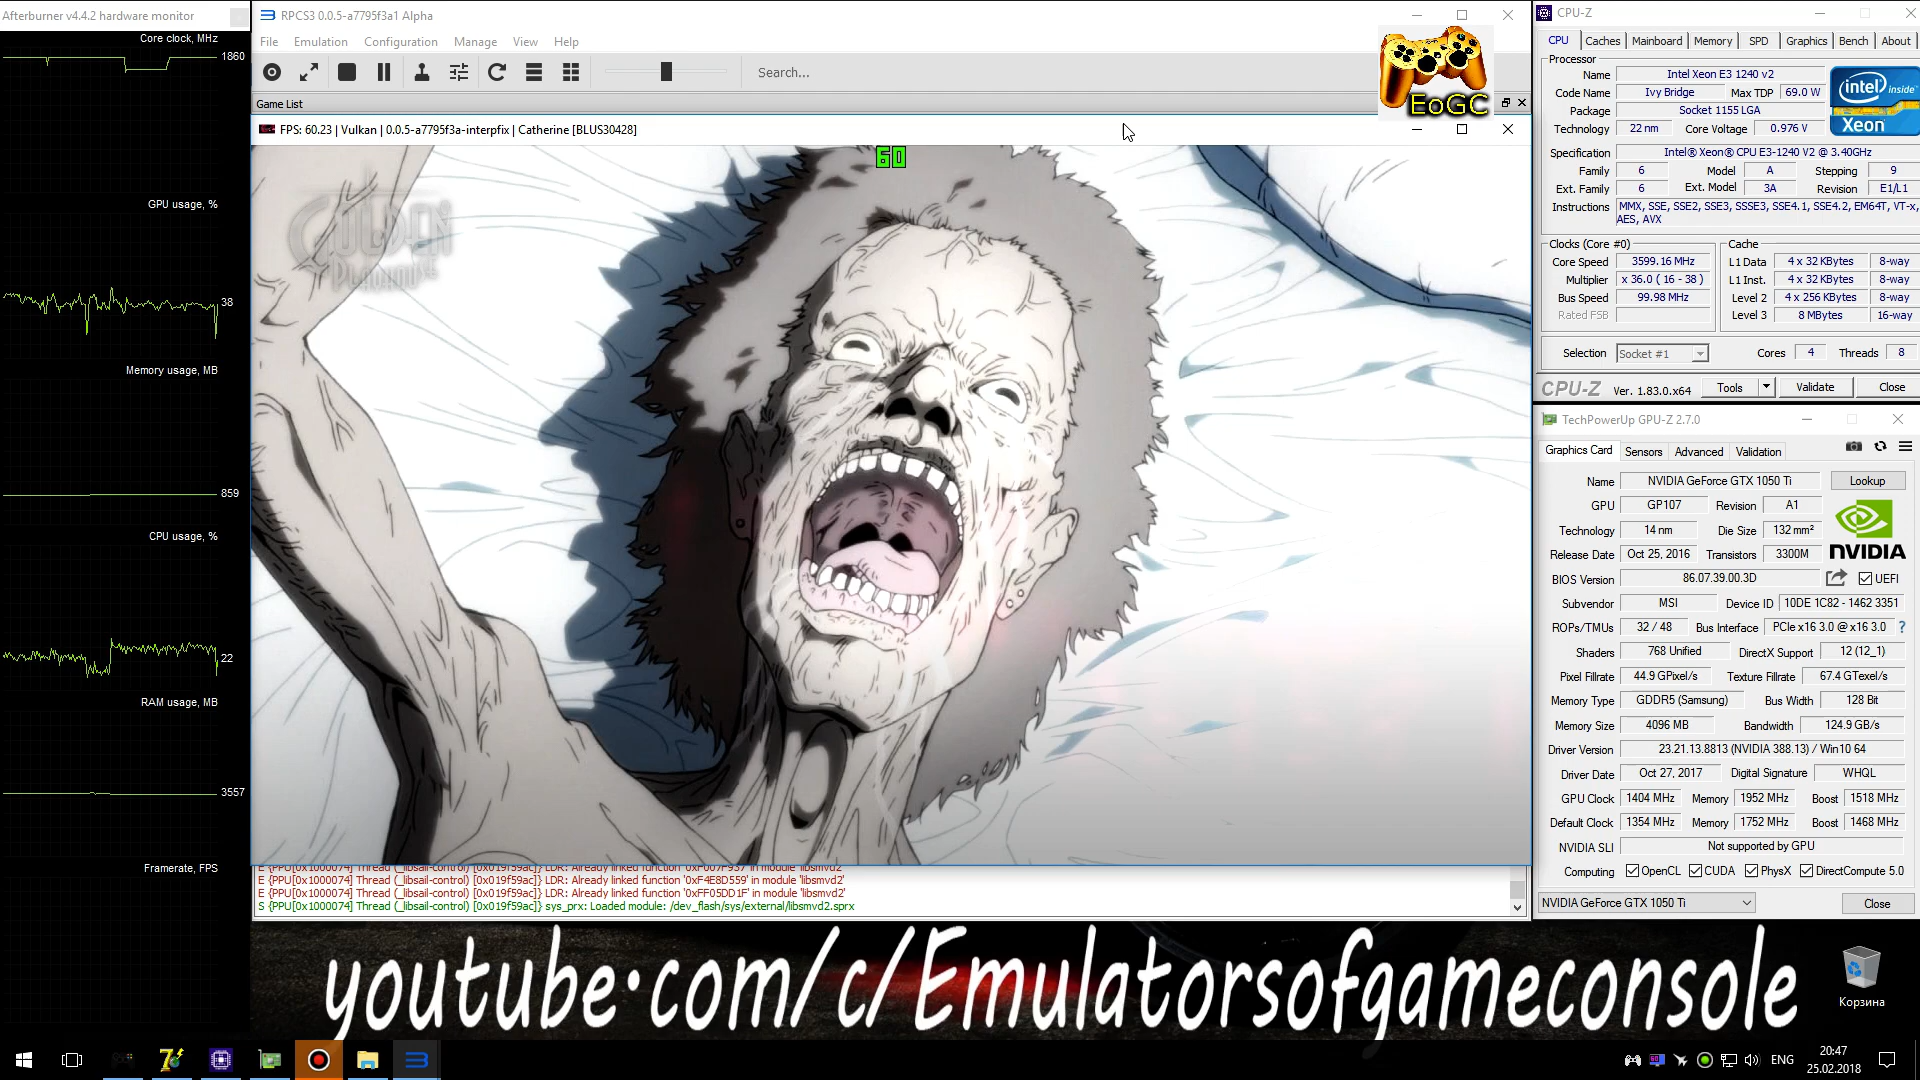 Afterburner v4.4.2 hardware monitor
Core clock, MHz
1860
GPU usage, %
38
Memory usage, MB
859
CPU usage, %
22
RAM usage, MB
3557
Framerate, FPS
RPCS3 0.0.5-a7795f3a1 Alpha
File Emulation Configuration Manage View Help
Search...
EoGC
Game List
FPS: 60.23 | Vulkan | 0.0.5-a7795f3a-interpfix | Catherine [BLUS30428]
60
GOLDEN
PLAYHOUSE
E {PPU[0x1000074] Thread (_libsail-control) [0x019f59ac]} LDR: Already linked function '0xF007F937' in module 'libsmvd2'
E {PPU[0x1000074] Thread (_libsail-control) [0x019f59ac]} LDR: Already linked function '0xF4E8D559' in module 'libsmvd2'
E {PPU[0x1000074] Thread (_libsail-control) [0x019f59ac]} LDR: Already linked function '0xFF05DD1F' in module 'libsmvd2'
S {PPU[0x1000074] Thread (_libsail-control) [0x019f59ac]} sys_prx: Loaded module: /dev_flash/sys/external/libsmvd2.sprx
CPU-Z
CPU Caches Mainboard Memory SPD Graphics Bench About
Processor
Name Intel Xeon E3 1240 v2
Code Name Ivy Bridge Max TDP 69.0 W
Package Socket 1155 LGA
Technology 22 nm Core Voltage 0.976 V
intel inside™
Xeon
Specification Intel® Xeon® CPU E3-1240 V2 @ 3.40GHz
Family 6 Model A Stepping 9
Ext. Family 6 Ext. Model 3A Revision E1/L1
Instructions MMX, SSE, SSE2, SSE3, SSSE3, SSE4.1, SSE4.2, EM64T, VT-x,
AES, AVX
Clocks (Core #0) Cache
Core Speed 3599.16 MHz L1 Data 4 x 32 KBytes 8-way
Multiplier x 36.0 ( 16 - 38 ) L1 Inst. 4 x 32 KBytes 8-way
Bus Speed 99.98 MHz Level 2 4 x 256 KBytes 8-way
Rated FSB Level 3 8 MBytes 16-way
Selection Socket #1 Cores 4 Threads 8
CPU-Z Ver. 1.83.0.x64 Tools Validate Close
TechPowerUp GPU-Z 2.7.0
Graphics Card Sensors Advanced Validation
Name NVIDIA GeForce GTX 1050 Ti Lookup
GPU GP107 Revision A1
Technology 14 nm Die Size 132 mm²
NVIDIA
Release Date Oct 25, 2016 Transistors 3300M
BIOS Version 86.07.39.00.3D UEFI
Subvendor MSI Device ID 10DE 1C82 - 1462 3351
ROPs/TMUs 32 / 48 Bus Interface PCIe x16 3.0 @ x16 3.0 ?
Shaders 768 Unified DirectX Support 12 (12_1)
Pixel Fillrate 44.9 GPixel/s Texture Fillrate 67.4 GTexel/s
Memory Type GDDR5 (Samsung) Bus Width 128 Bit
Memory Size 4096 MB Bandwidth 124.9 GB/s
Driver Version 23.21.13.8813 (NVIDIA 388.13) / Win10 64
Driver Date Oct 27, 2017 Digital Signature WHQL
GPU Clock 1404 MHz Memory 1952 MHz Boost 1518 MHz
Default Clock 1354 MHz Memory 1752 MHz Boost 1468 MHz
NVIDIA SLI Not supported by GPU
Computing OpenCL CUDA PhysX DirectCompute 5.0
NVIDIA GeForce GTX 1050 Ti Close
youtube.com/c/Emulatorsofgameconsole
Корзина
ENG
20:47
25.02.2018